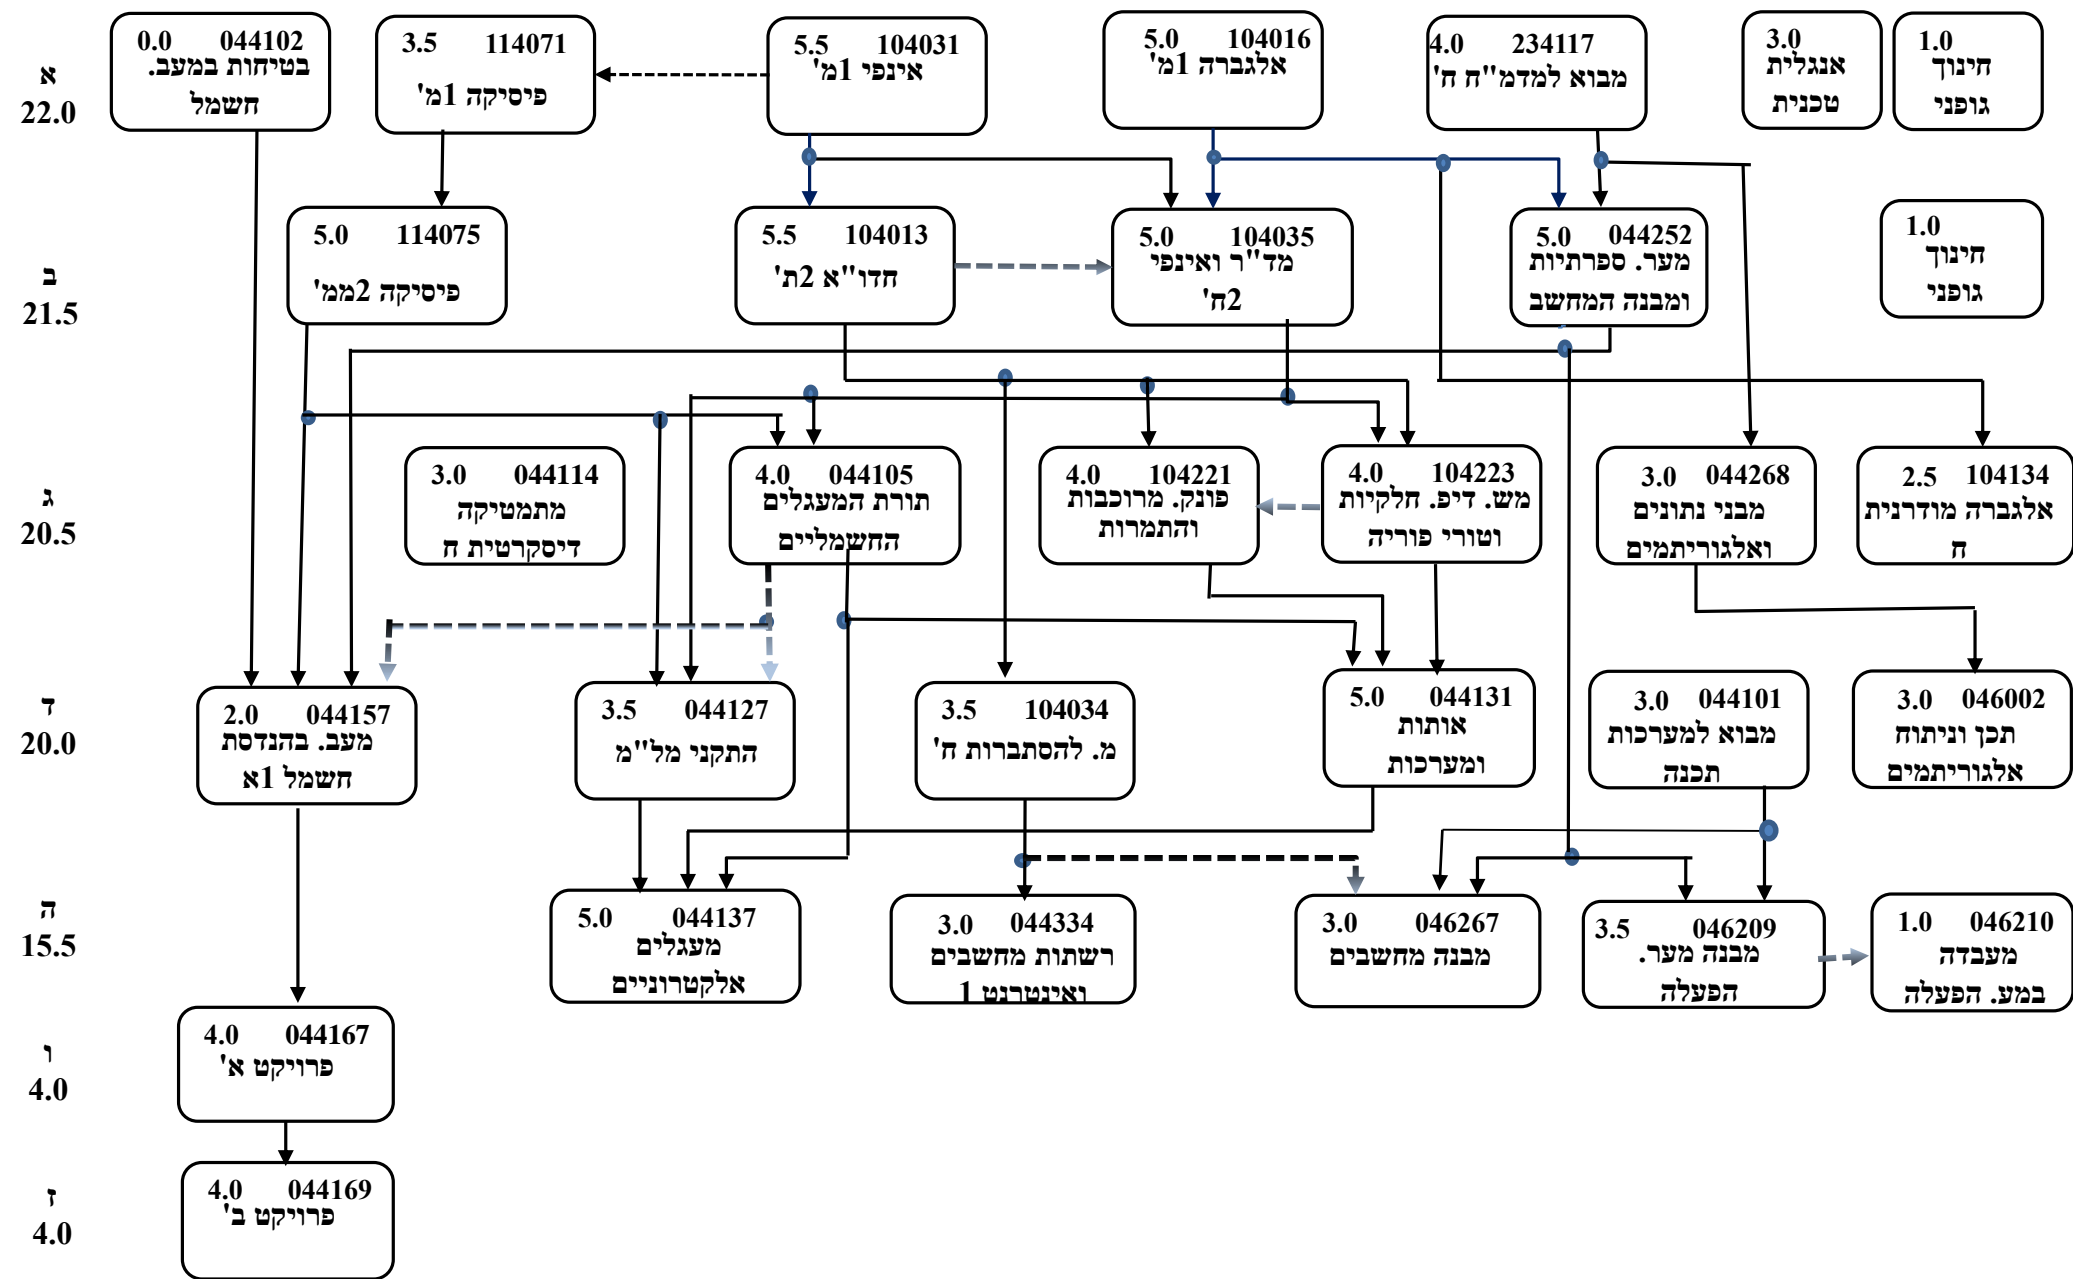 א
22.0
0.0 044102
בטיחות במעב.
חשמל
3.5 114071
פיסיקה 1מ'
5.5 104031
אינפי 1מ'
5.0 104016
אלגברה 1מ'
4.0 234117
מבוא למדמ"ח ח'
3.0
אנגלית
טכנית
1.0
חינוך
גופני
ב
21.5
5.0 114075
פיסיקה 2ממ'
5.5 104013
חדו"א 2ת'
5.0 104035
מד"ר ואינפי
2ח'
5.0 044252
מער. ספרתיות
ומבנה המחשב
1.0
חינוך
גופני
ג
20.5
3.0 044114
מתמטיקה
דיסקרטית ח
4.0 044105
תורת המעגלים
החשמליים
4.0 104221
פונק. מרוכבות
והתמרות
4.0 104223
מש. דיפ. חלקיות
וטורי פוריה
3.0 044268
מבני נתונים
ואלגוריתמים
2.5 104134
אלגברה מודרנית
ח
ד
20.0
2.0 044157
מעב. בהנדסת
חשמל 1א
3.5 044127
התקני מל"מ
3.5 104034
מ. להסתברות ח'
5.0 044131
אותות
ומערכות
3.0 044101
מבוא למערכות
תכנה
3.0 046002
תכן וניתוח
אלגוריתמים
ה
15.5
5.0 044137
מעגלים
אלקטרוניים
3.0 044334
רשתות מחשבים
ואינטרנט 1
3.0 046267
מבנה מחשבים
3.5 046209
מבנה מער.
הפעלה
1.0 046210
מעבדה
במע. הפעלה
ו
4.0
4.0 044167
פרויקט א'
ז
4.0
4.0 044169
פרויקט ב'